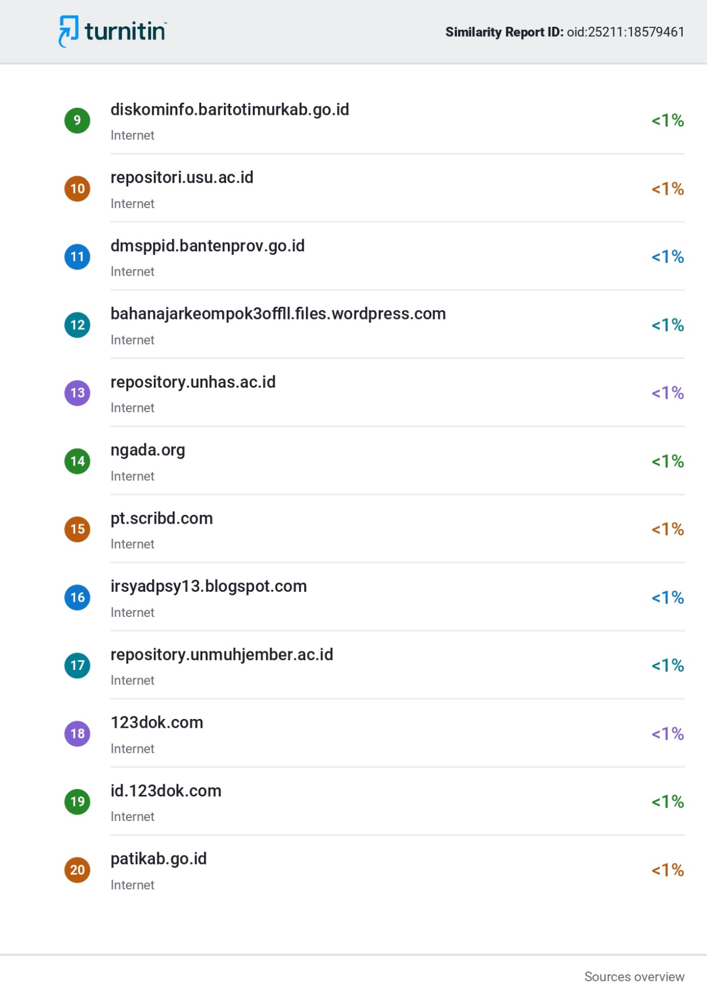 turnitin™
Similarity Report ID: oid:25211:18579461
9 diskominfo.baritotimurkab.go.id <1%
Internet
10 repositori.usu.ac.id <1%
Internet
11 dmsppid.bantenprov.go.id <1%
Internet
12 bahanajarkeompok3offll.files.wordpress.com <1%
Internet
13 repository.unhas.ac.id <1%
Internet
14 ngada.org <1%
Internet
15 pt.scribd.com <1%
Internet
16 irsyadpsy13.blogspot.com <1%
Internet
17 repository.unmuhjember.ac.id <1%
Internet
18 123dok.com <1%
Internet
19 id.123dok.com <1%
Internet
20 patikab.go.id <1%
Internet
Sources overview